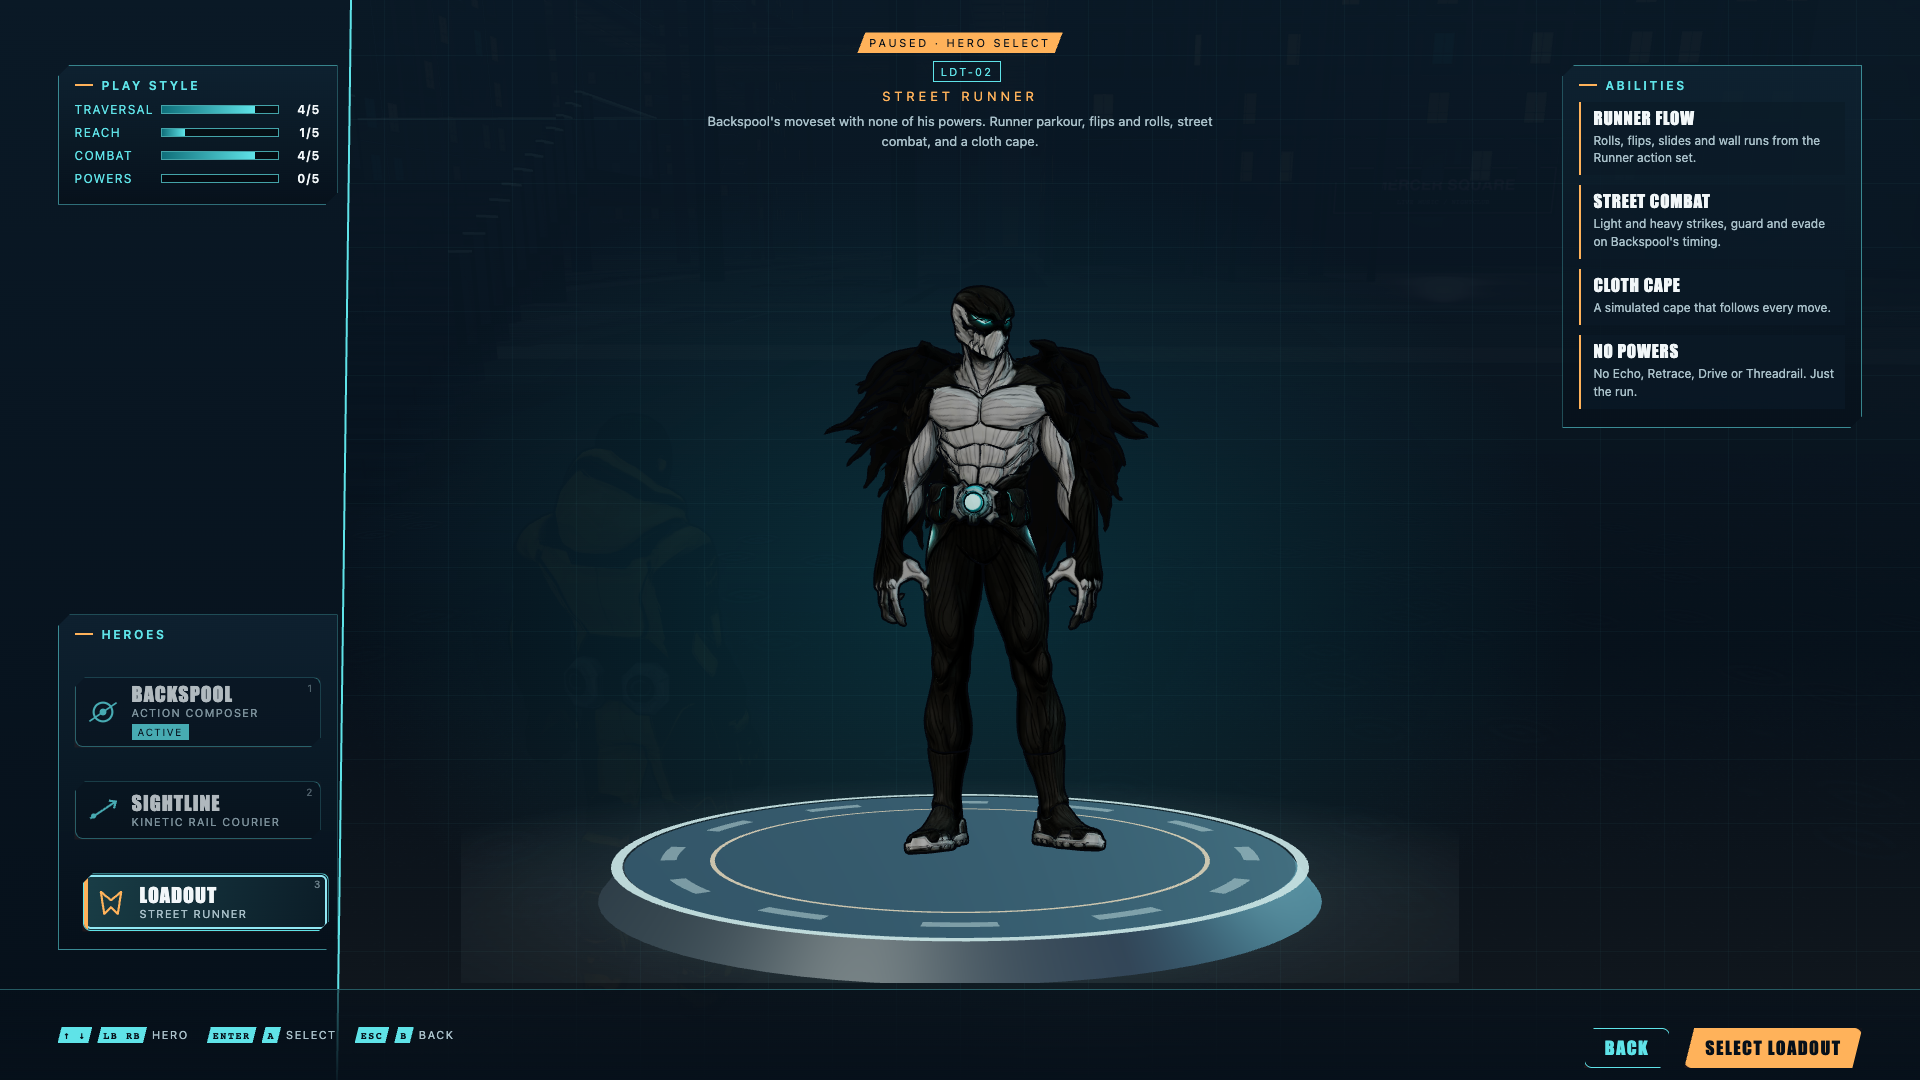 PAUSED · HERO SELECT
LDT-02
STREET RUNNER
Backspool's moveset with none of his powers. Runner parkour, flips and rolls, street
combat, and a cloth cape.
PLAY STYLE
TRAVERSAL 4/5
REACH 1/5
COMBAT 4/5
POWERS 0/5
HEROES
BACKSPOOL 1
ACTION COMPOSER
ACTIVE
SIGHTLINE 2
KINETIC RAIL COURIER
LOADOUT 3
STREET RUNNER
ABILITIES
RUNNER FLOW
Rolls, flips, slides and wall runs from the
Runner action set.
STREET COMBAT
Light and heavy strikes, guard and evade
on Backspool's timing.
CLOTH CAPE
A simulated cape that follows every move.
NO POWERS
No Echo, Retrace, Drive or Threadrail. Just
the run.
↑ ↓ LB RB HERO ENTER A SELECT ESC B BACK
BACK
SELECT LOADOUT